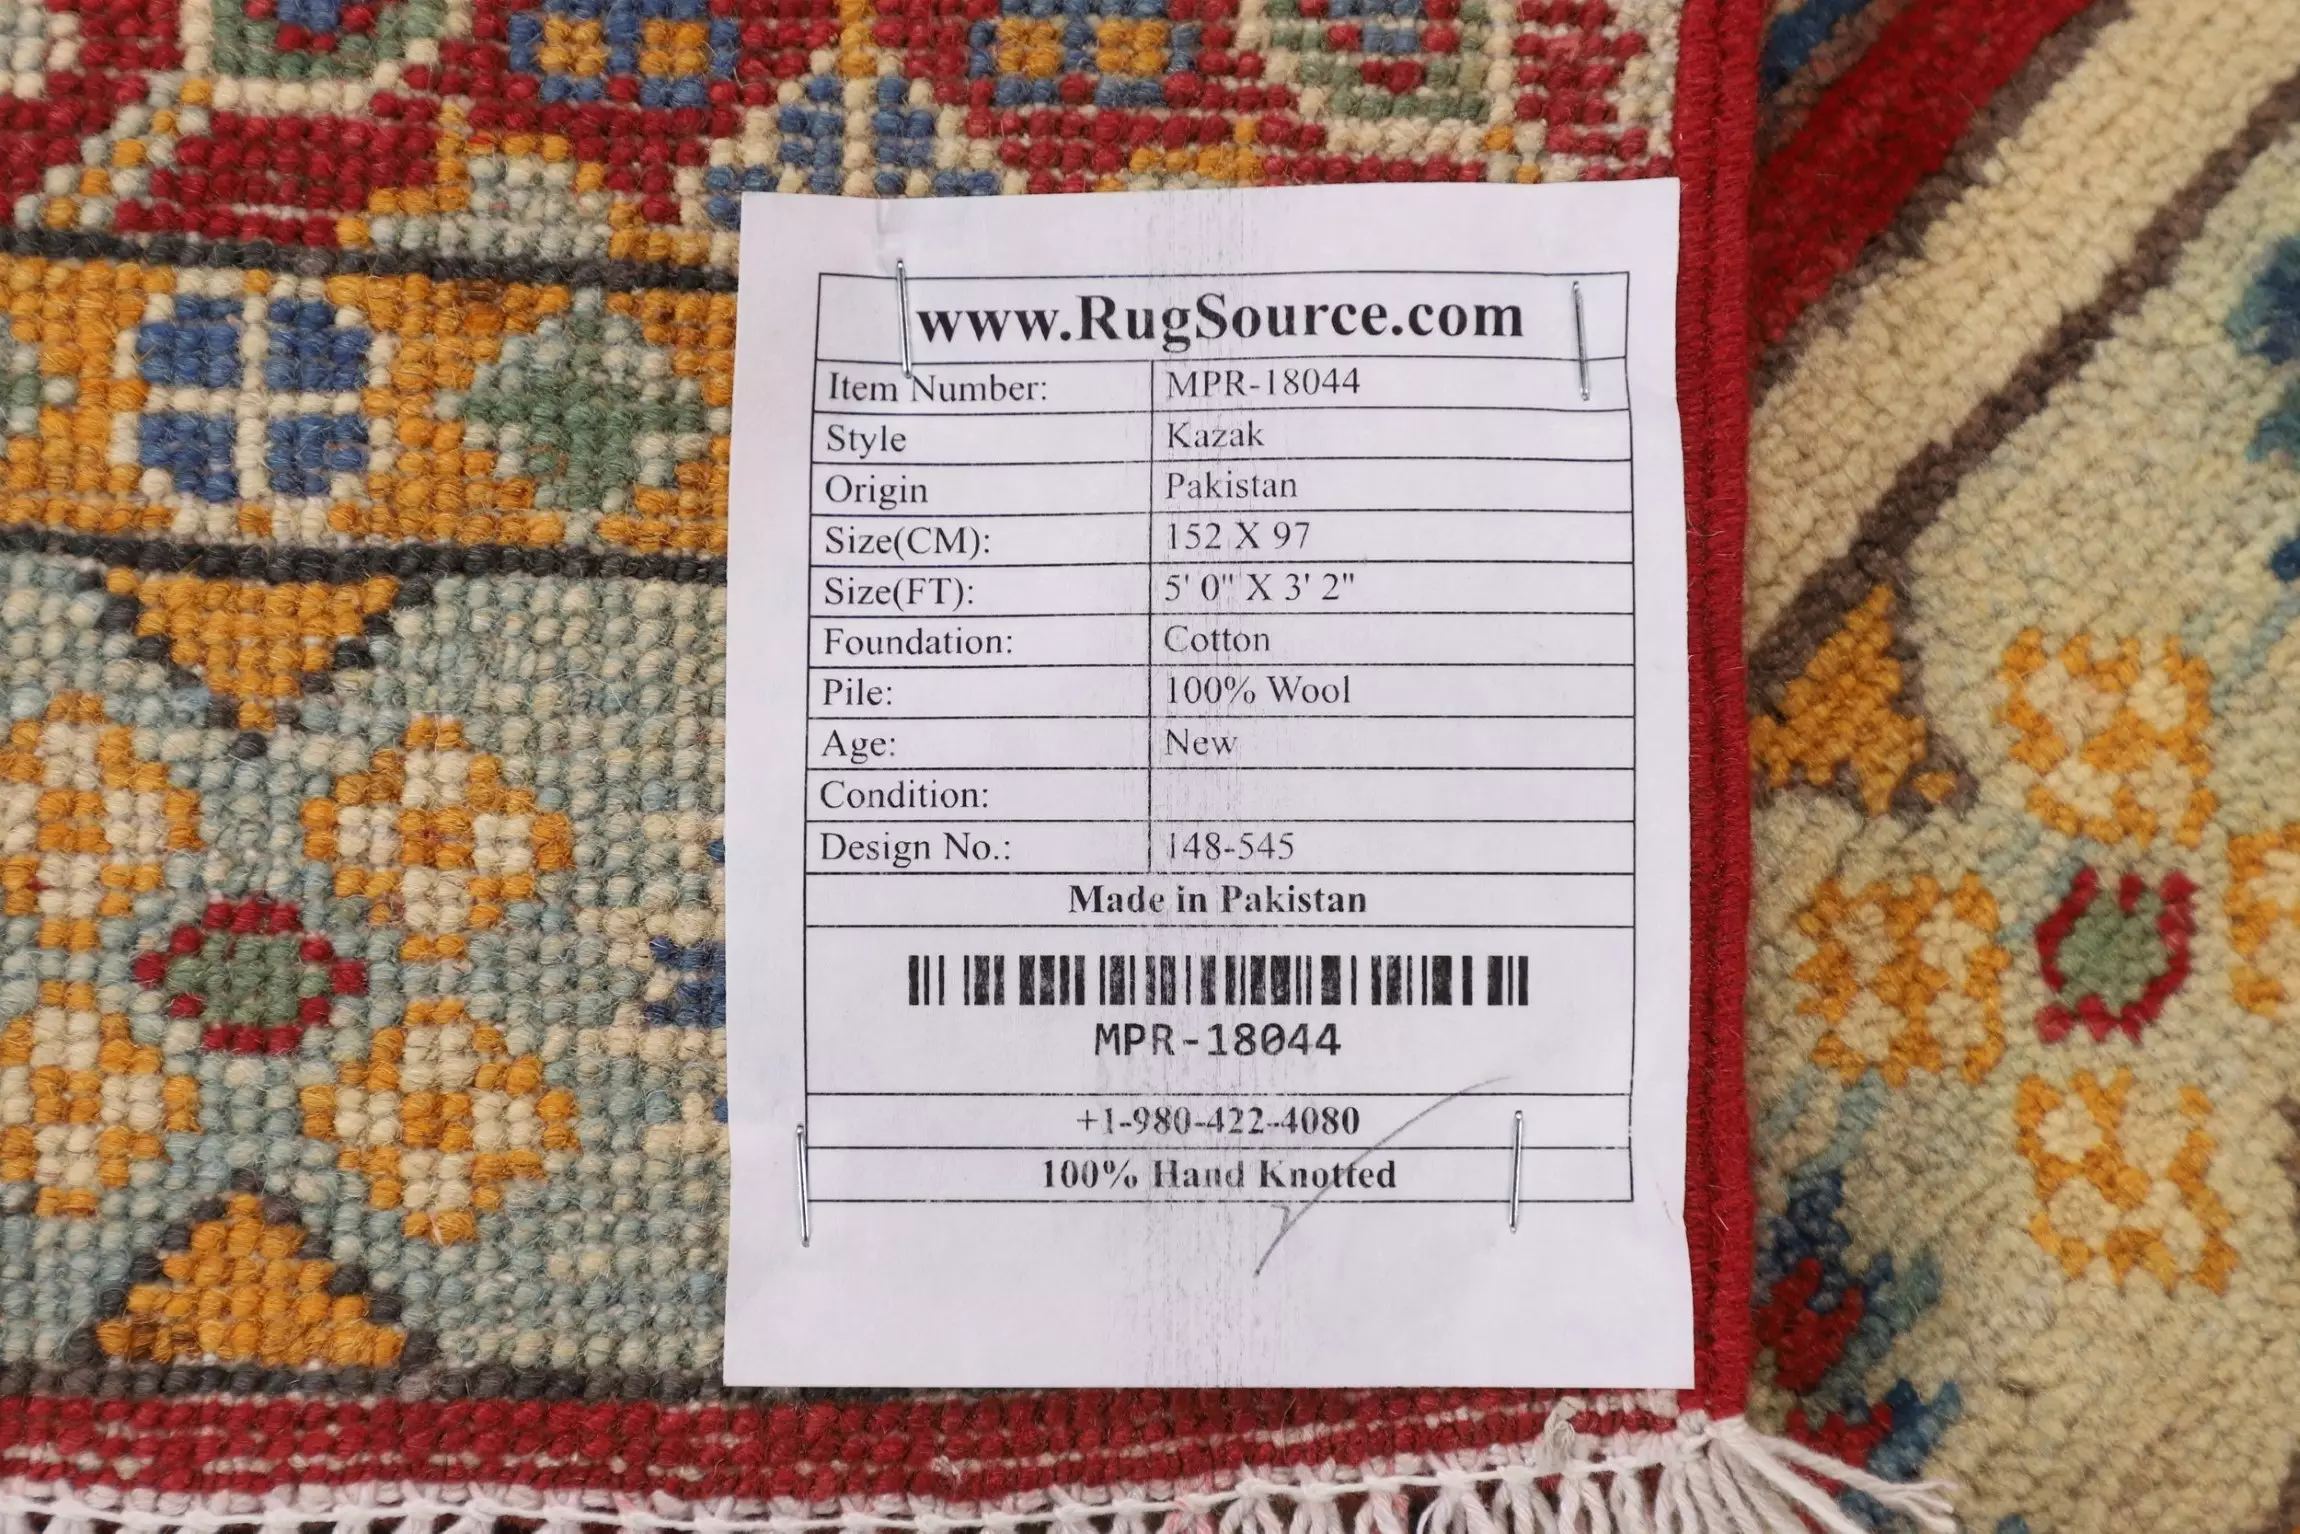 www.RugSource.com
Item Number: MPR-18044
Style Kazak
Origin Pakistan
Size(CM): 152 X 97
Size(FT): 5' 0" X 3' 2"
Foundation: Cotton
Pile: 100% Wool
Age: New
Condition:
Design No.: 148-545
Made in Pakistan
MPR-18044
+1-980-422-4080
100% Hand Knotted